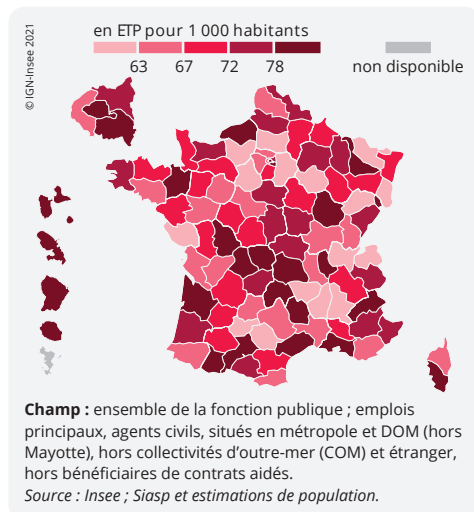 © IGN-Insee 2021
en ETP pour 1 000 habitants
63 67 72 78
non disponible
Champ : ensemble de la fonction publique ; emplois
principaux, agents civils, situés en métropole et DOM (hors
Mayotte), hors collectivités d'outre-mer (COM) et étranger,
hors bénéficiaires de contrats aidés.
Source : Insee ; Siasp et estimations de population.